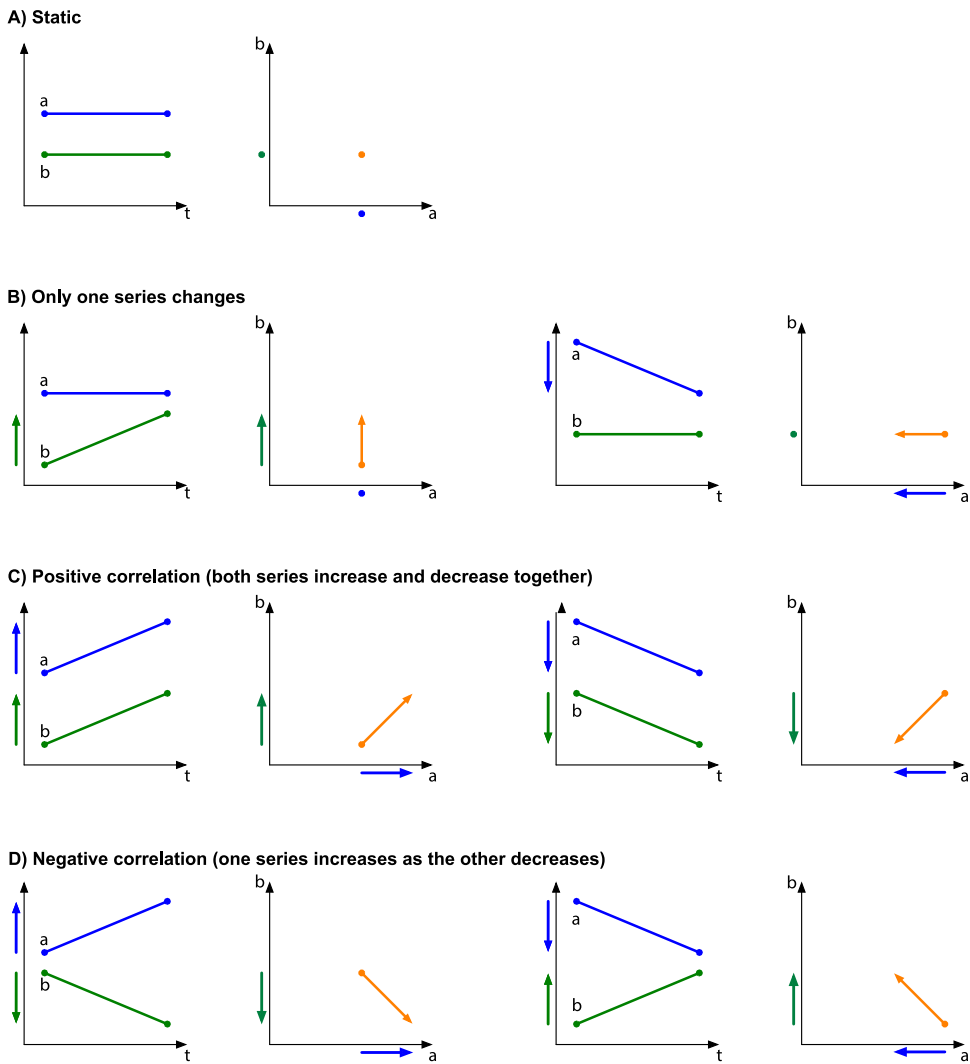 A) Static
b
a
b
t
a
B) Only one series changes
b
b
a
a
b
b
t
a
t
a
C) Positive correlation (both series increase and decrease together)
b
b
a
a
b
b
t
a
t
a
D) Negative correlation (one series increases as the other decreases)
b
b
a
a
b
b
t
a
t
a